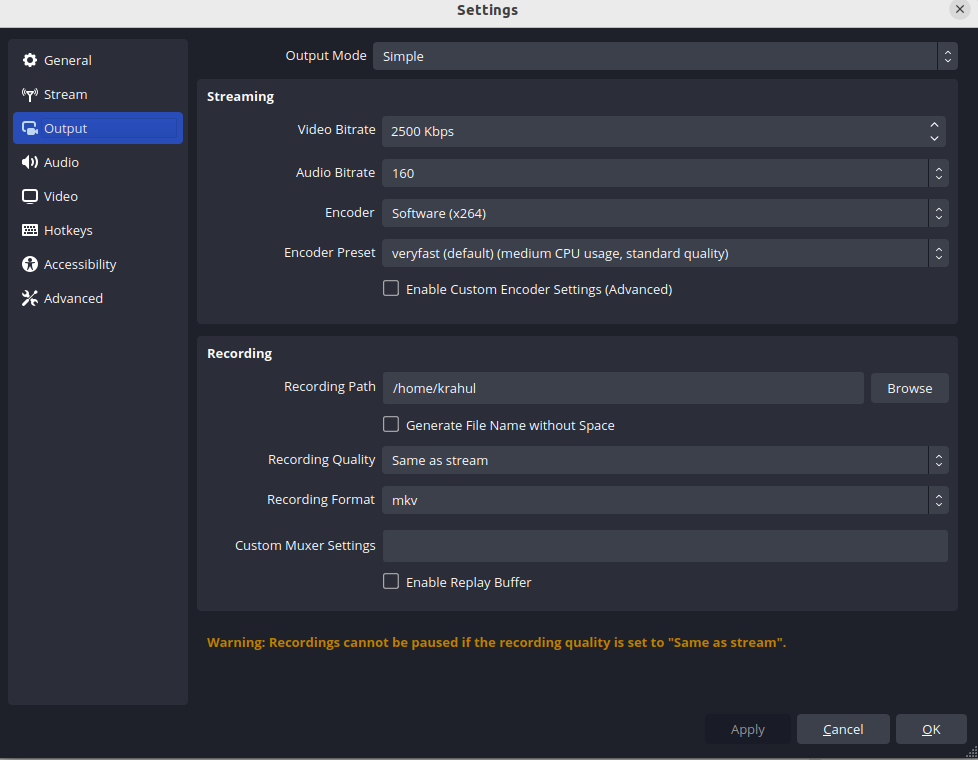 Settings
General
Stream
Output
Audio
Video
Hotkeys
Accessibility
Advanced
Output Mode Simple
Streaming
Video Bitrate 2500 Kbps
Audio Bitrate 160
Encoder Software (x264)
Encoder Preset veryfast (default) (medium CPU usage, standard quality)
Enable Custom Encoder Settings (Advanced)
Recording
Recording Path /home/krahul Browse
Generate File Name without Space
Recording Quality Same as stream
Recording Format mkv
Custom Muxer Settings
Enable Replay Buffer
Warning: Recordings cannot be paused if the recording quality is set to "Same as stream".
Apply Cancel OK